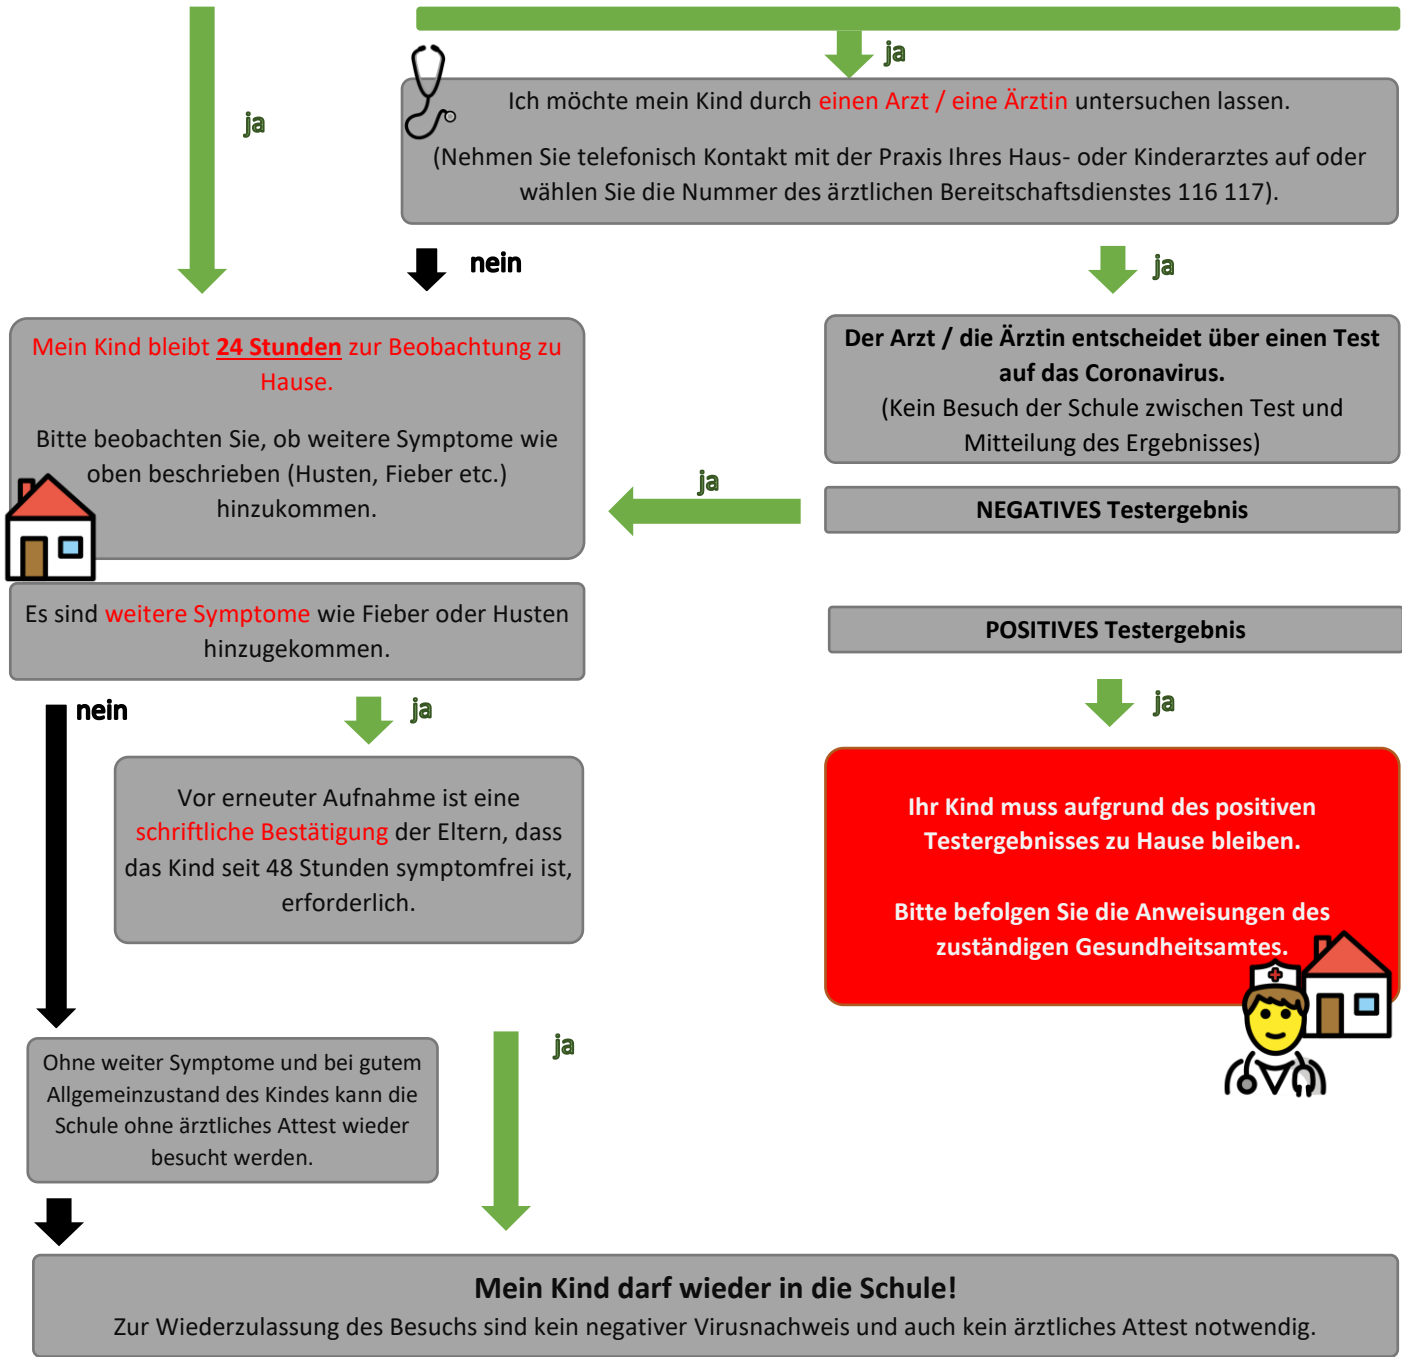 ja
ja
Ich möchte mein Kind durch einen Arzt / eine Ärztin untersuchen lassen.
(Nehmen Sie telefonisch Kontakt mit der Praxis Ihres Haus- oder Kinderarztes auf oder
wählen Sie die Nummer des ärztlichen Bereitschaftsdienstes 116 117).
nein
ja
Mein Kind bleibt 24 Stunden zur Beobachtung zu
Hause.
Bitte beobachten Sie, ob weitere Symptome wie
oben beschrieben (Husten, Fieber etc.)
hinzukommen.
Der Arzt / die Ärztin entscheidet über einen Test
auf das Coronavirus.
(Kein Besuch der Schule zwischen Test und
Mitteilung des Ergebnisses)
ja
NEGATIVES Testergebnis
Es sind weitere Symptome wie Fieber oder Husten
hinzugekommen.
POSITIVES Testergebnis
nein
ja
ja
Vor erneuter Aufnahme ist eine
schriftliche Bestätigung der Eltern, dass
das Kind seit 48 Stunden symptomfrei ist,
erforderlich.
Ihr Kind muss aufgrund des positiven
Testergebnisses zu Hause bleiben.
Bitte befolgen Sie die Anweisungen des
zuständigen Gesundheitsamtes.
ja
Ohne weiter Symptome und bei gutem
Allgemeinzustand des Kindes kann die
Schule ohne ärztliches Attest wieder
besucht werden.
Mein Kind darf wieder in die Schule!
Zur Wiederzulassung des Besuchs sind kein negativer Virusnachweis und auch kein ärztliches Attest notwendig.